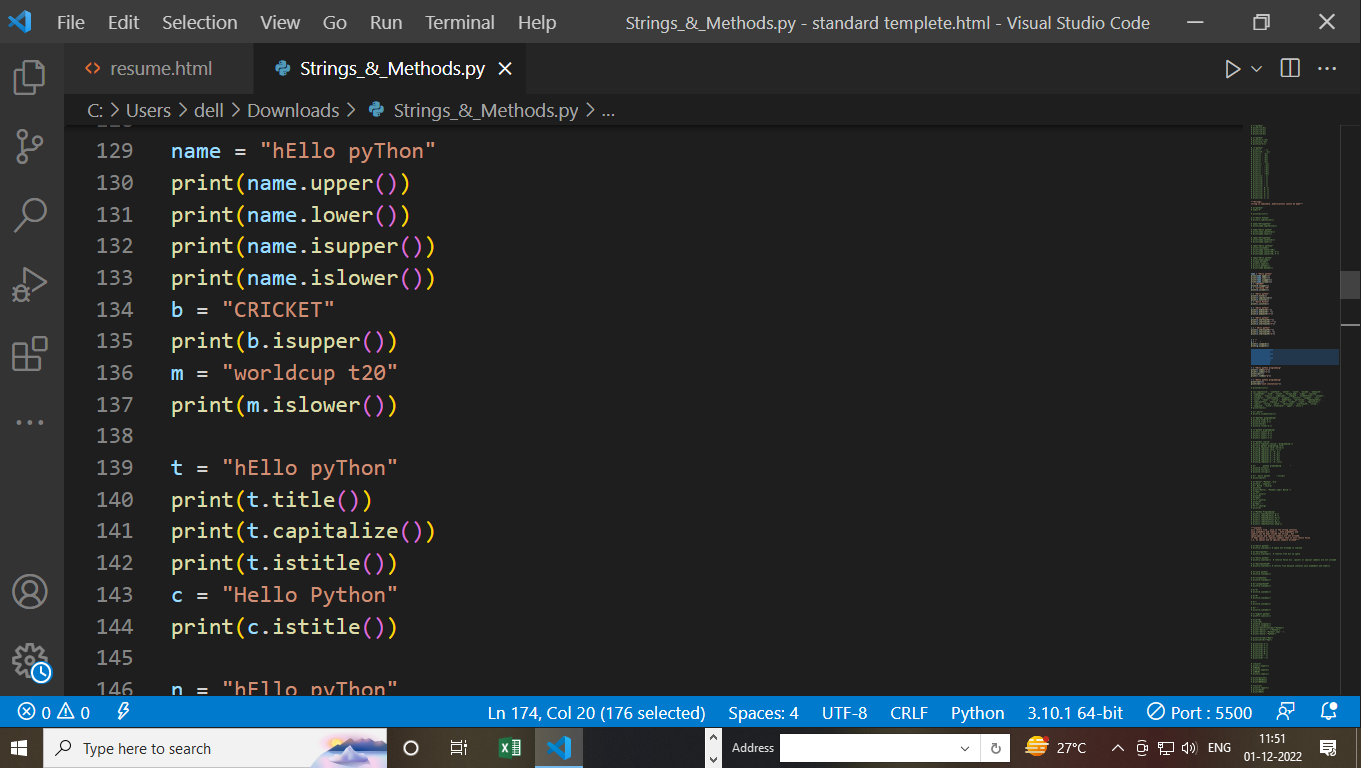 File Edit Selection View Go Run Terminal Help Strings_&_Methods.py - standard templete.html - Visual Studio Code
resume.html Strings_&_Methods.py
C: > Users > dell > Downloads > Strings_&_Methods.py > ...
129 name = "hEllo pyThon"
130 print(name.upper())
131 print(name.lower())
132 print(name.isupper())
133 print(name.islower())
134 b = "CRICKET"
135 print(b.isupper())
136 m = "worldcup t20"
137 print(m.islower())
138
139 t = "hEllo pyThon"
140 print(t.title())
141 print(t.capitalize())
142 print(t.istitle())
143 c = "Hello Python"
144 print(c.istitle())
145
146 n = "hEllo pyThon"
0 0 Ln 174, Col 20 (176 selected) Spaces: 4 UTF-8 CRLF Python 3.10.1 64-bit Port : 5500
Type here to search Address 27°C ENG 11:51
01-12-2022